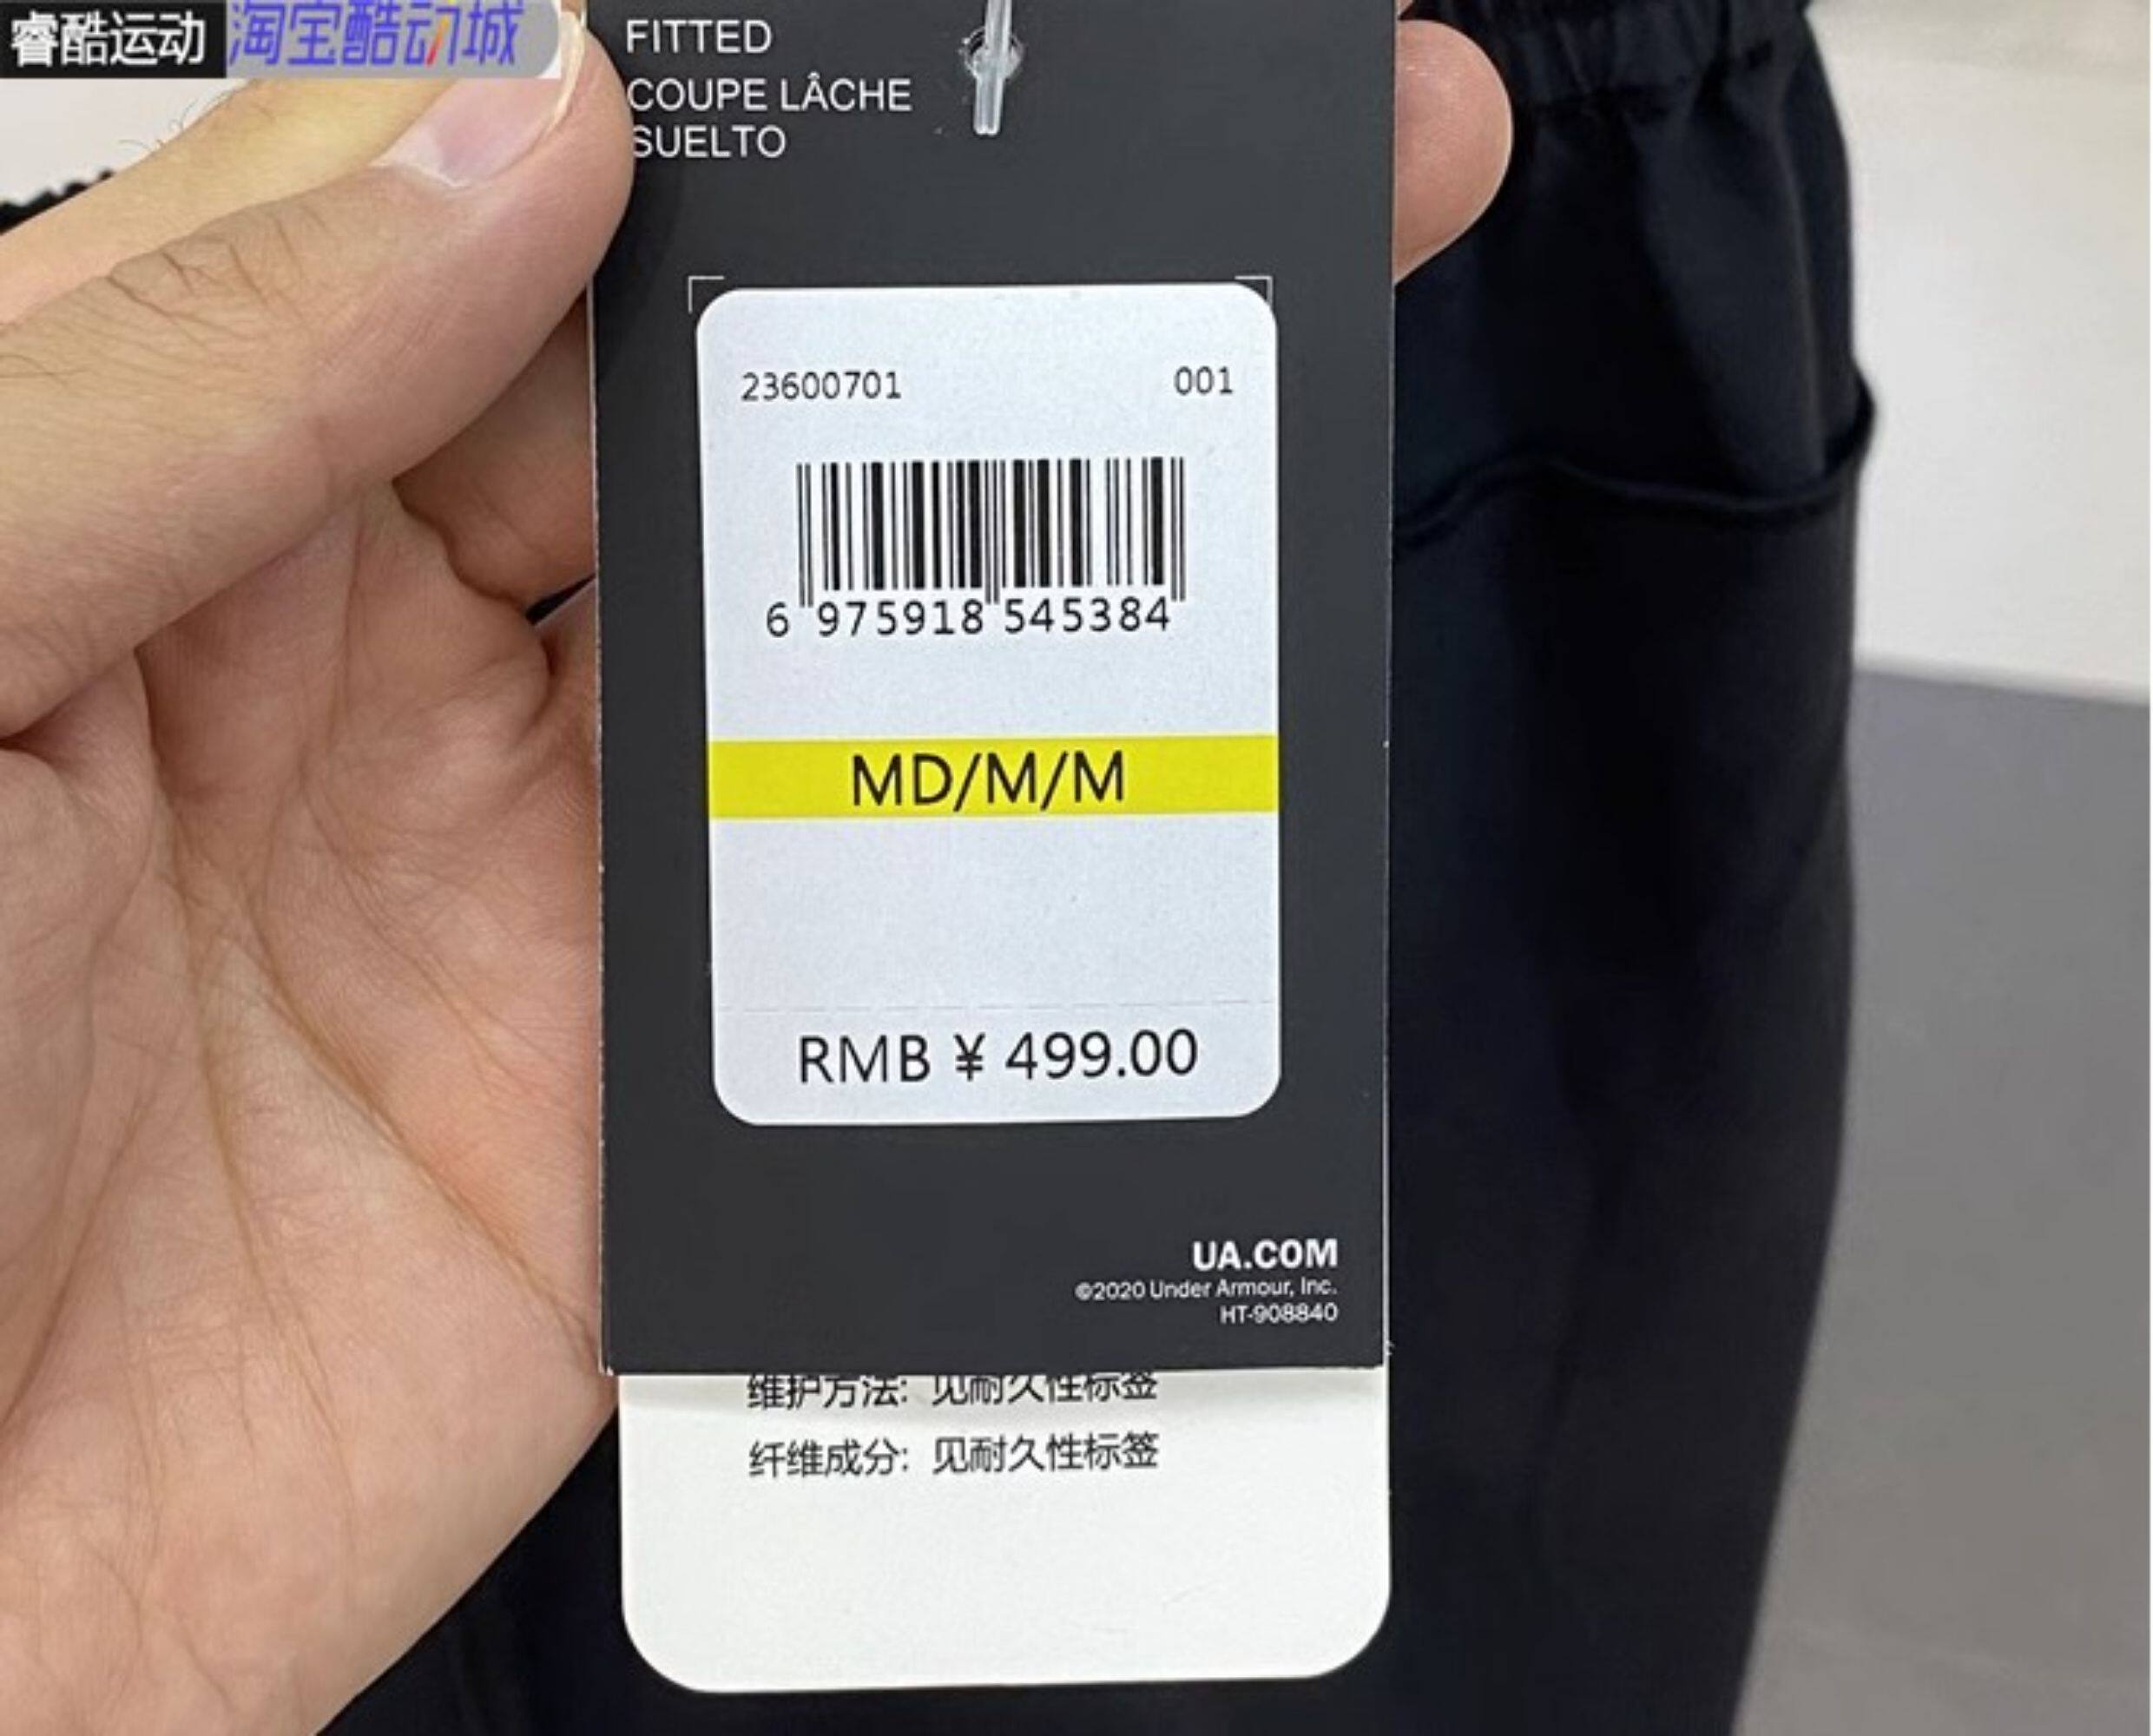 睿酷运动 淘宝酷动城
FITTED
COUPE LÂCHE
SUELTO
23600701 001
6 975918 545384
MD/M/M
RMB ¥ 499.00
UA.COM
©2020 Under Armour, Inc.
HT-908840
维护方法: 见耐久性标签
纤维成分: 见耐久性标签